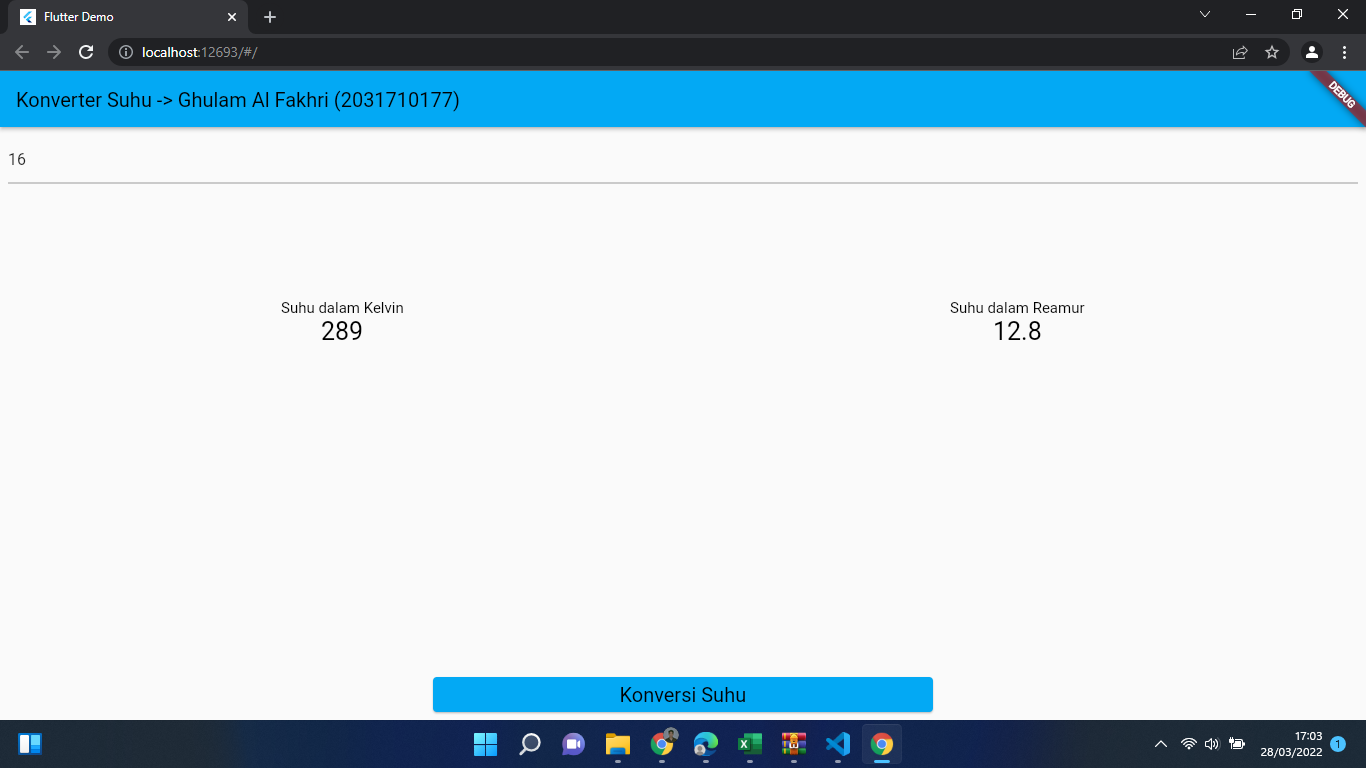 Flutter Demo
localhost:12693/#/
Konverter Suhu -> Ghulam Al Fakhri (2031710177)
DEBUG
16
Suhu dalam Kelvin
289
Suhu dalam Reamur
12.8
Konversi Suhu
17:03
28/03/2022
1